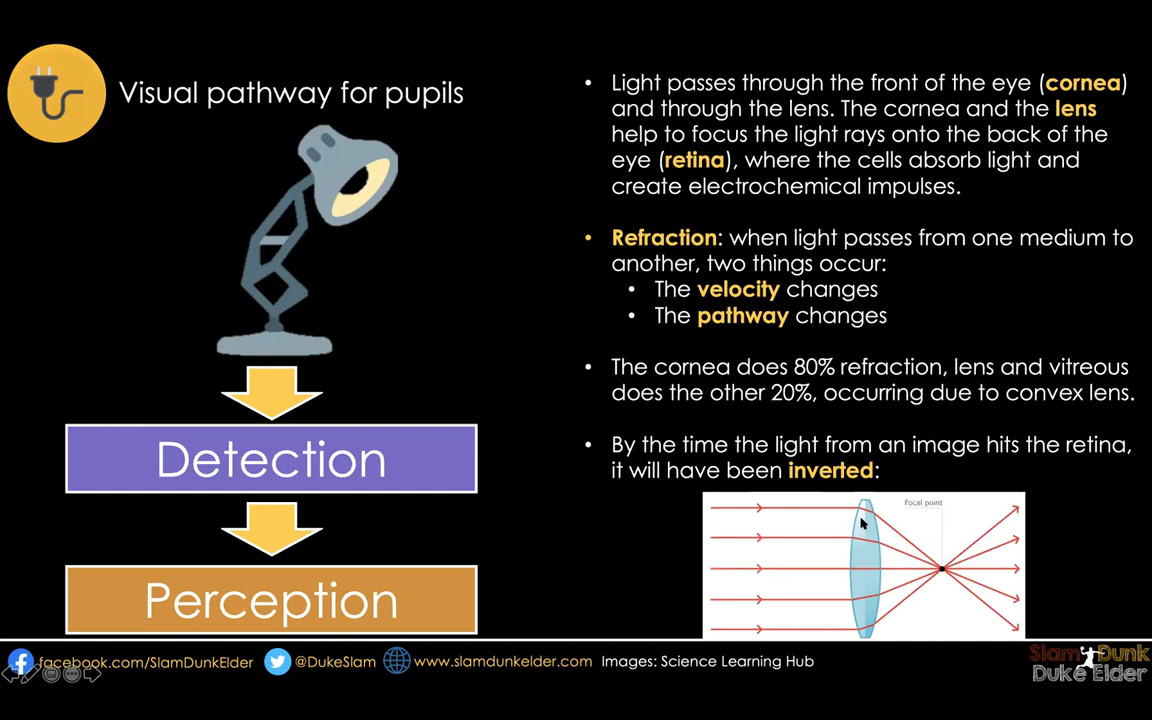 Visual pathway for pupils
Detection
Perception
• Light passes through the front of the eye (cornea)
and through the lens. The cornea and the lens
help to focus the light rays onto the back of the
eye (retina), where the cells absorb light and
create electrochemical impulses.
• Refraction: when light passes from one medium to
another, two things occur:
• The velocity changes
• The pathway changes
• The cornea does 80% refraction, lens and vitreous
does the other 20%, occurring due to convex lens.
• By the time the light from an image hits the retina,
it will have been inverted:
Focal point
facebook.com/SlamDunkElder @DukeSlam www.slamdunkelder.com Images: Science Learning Hub
Slam Dunk
Duke Elder